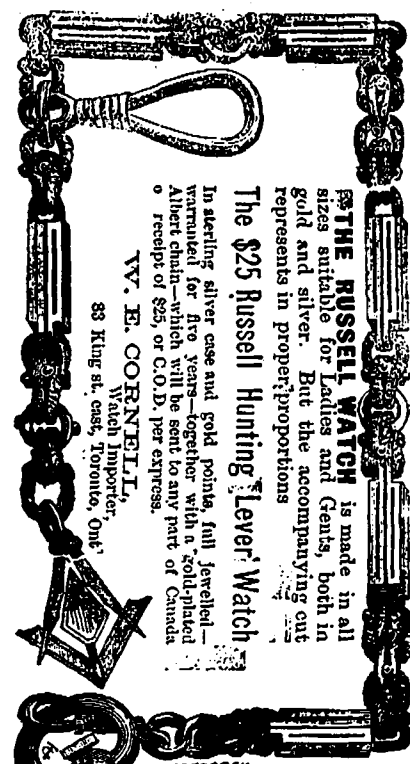 THE RUSSELL WATCH is made in all
sizes suitable for Ladies and Gents, both in
gold and silver. But the accompanying cut
represents in proper proportions
The $25 Russell Hunting Lever Watch
In sterling silver case and gold points, full jewelled—
warranted for five years—together with a gold-plated
Albert chain—which will be sent to any part of Canada
o receipt of $25, or C.O.D. per express.
W. E. CORNELL,
Watch Importer,
83 King st. east, Toronto, Ont